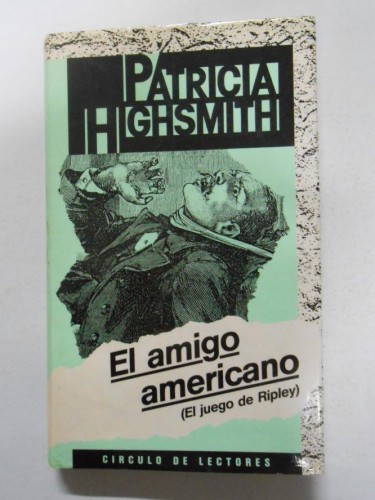 PATRICIA
HIGHSMITH
El amigo
americano
(El juego de Ripley)
CIRCULO DE LECTORES